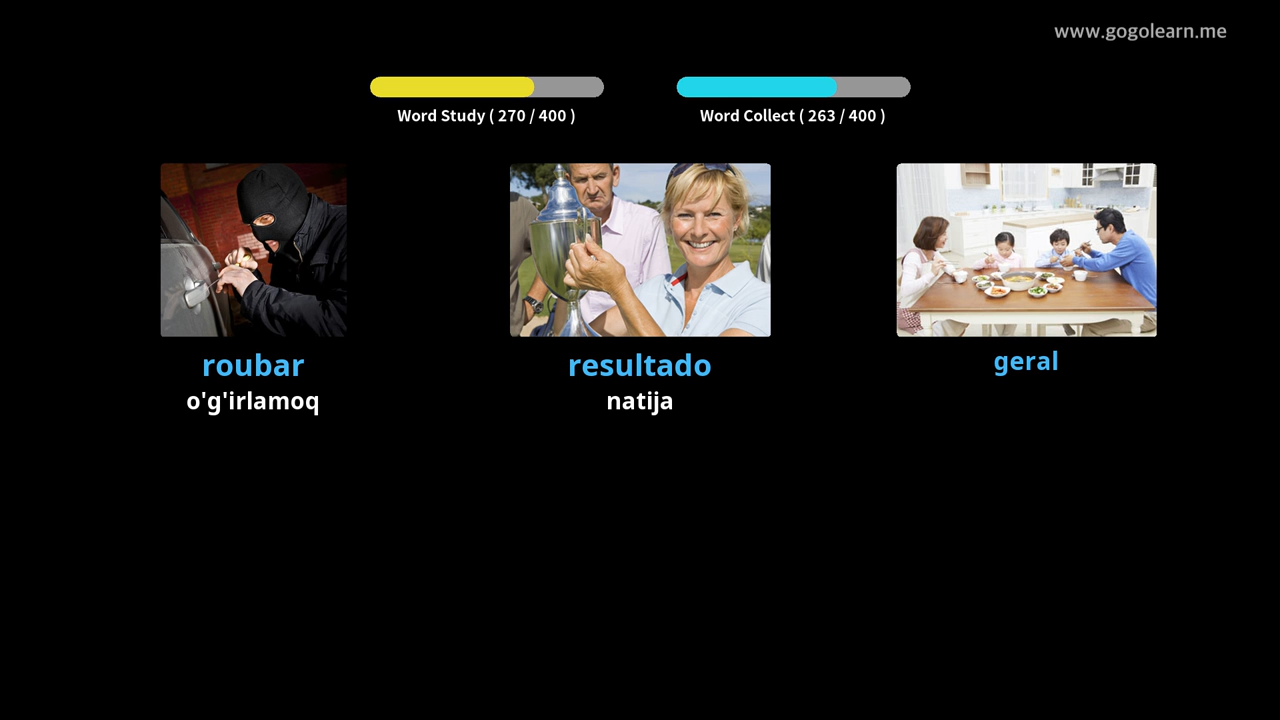 www.gogolearn.me
Word Study ( 270 / 400 )
Word Collect ( 263 / 400 )
roubar
o'g'irlamoq
resultado
natija
geral